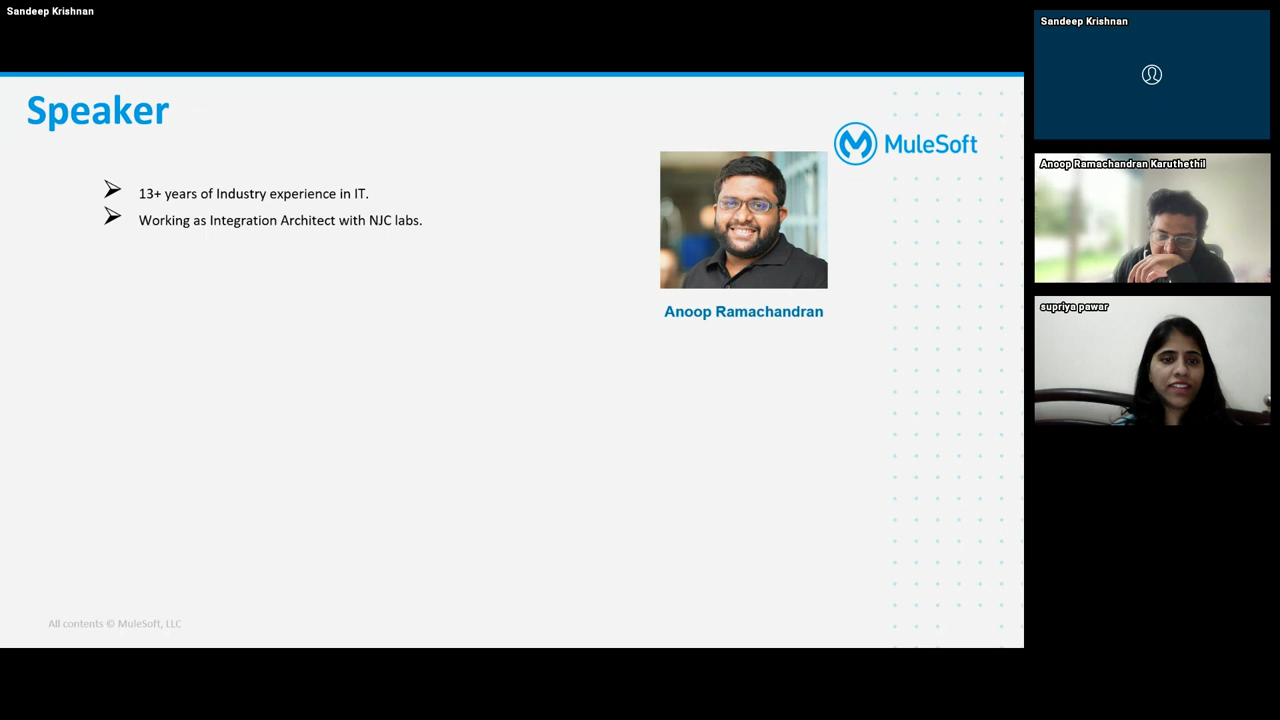 Sandeep Krishnan
Speaker
MuleSoft
13+ years of Industry experience in IT.
Working as Integration Architect with NJC labs.
Anoop Ramachandran
All contents © MuleSoft, LLC
Sandeep Krishnan
Anoop Ramachandran Karuthethil
supriya pawar